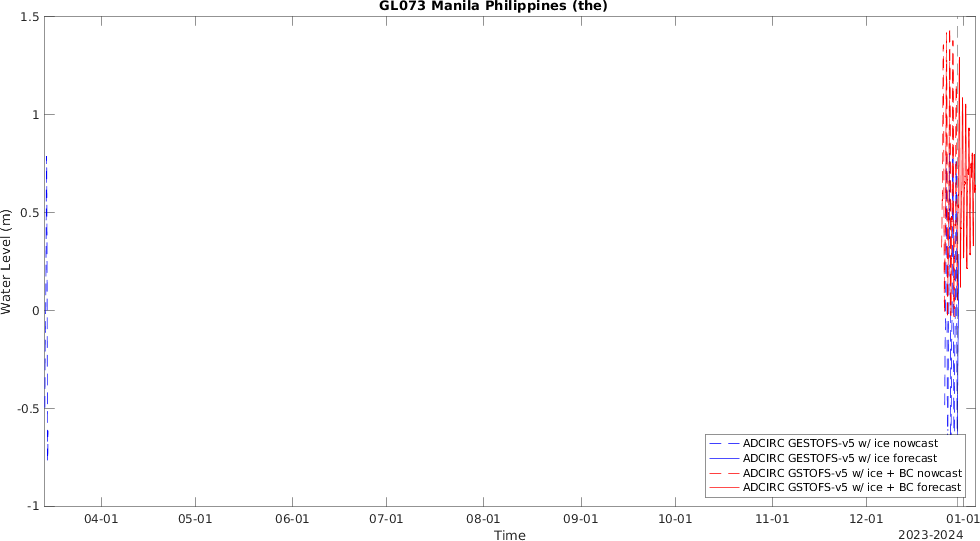 GL073 Manila Philippines (the)
1.5
1
0.5
0
-0.5
-1
Water Level (m)
ADCIRC GESTOFS-v5 w/ ice nowcast
ADCIRC GESTOFS-v5 w/ ice forecast
ADCIRC GSTOFS-v5 w/ ice + BC nowcast
ADCIRC GSTOFS-v5 w/ ice + BC forecast
04-01 05-01 06-01 07-01 08-01 09-01 10-01 11-01 12-01 01-01
Time
2023-2024